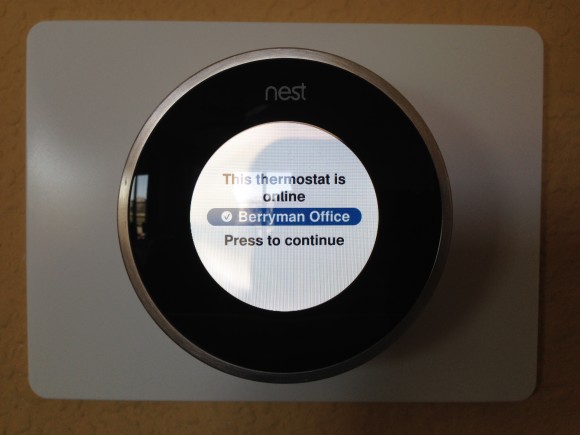 nest
This thermostat is
online
Berryman Office
Press to continue